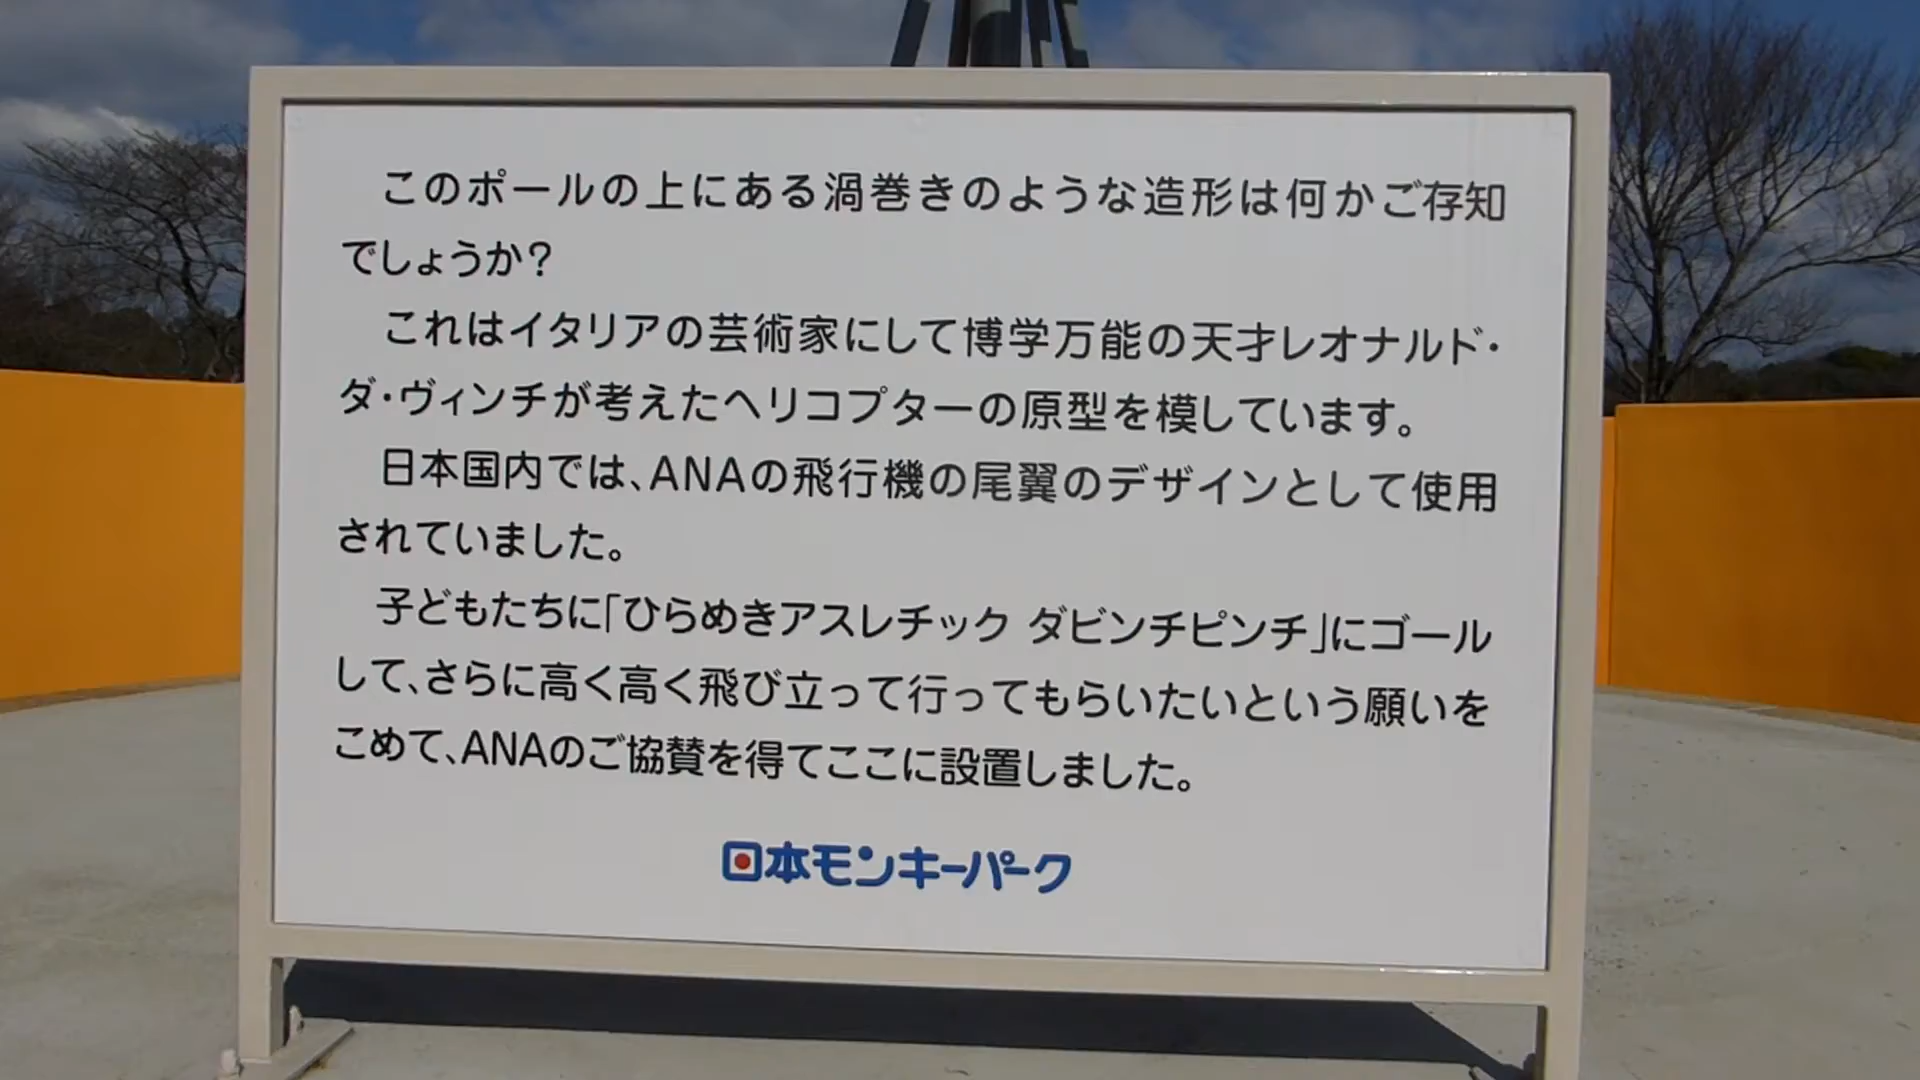 このポールの上にある渦巻きのような造形は何かご存知
でしょうか?
これはイタリアの芸術家にして博学万能の天才レオナルド・
ダ・ヴィンチが考えたヘリコプターの原型を模しています。
日本国内では、ANAの飛行機の尾翼のデザインとして使用
されていました。
子どもたちに「ひらめきアスレチック ダビンチピンチ」にゴール
して、さらに高く高く飛び立って行ってもらいたいという願いを
こめて、ANAのご協賛を得てここに設置しました。
日本モンキーパーク